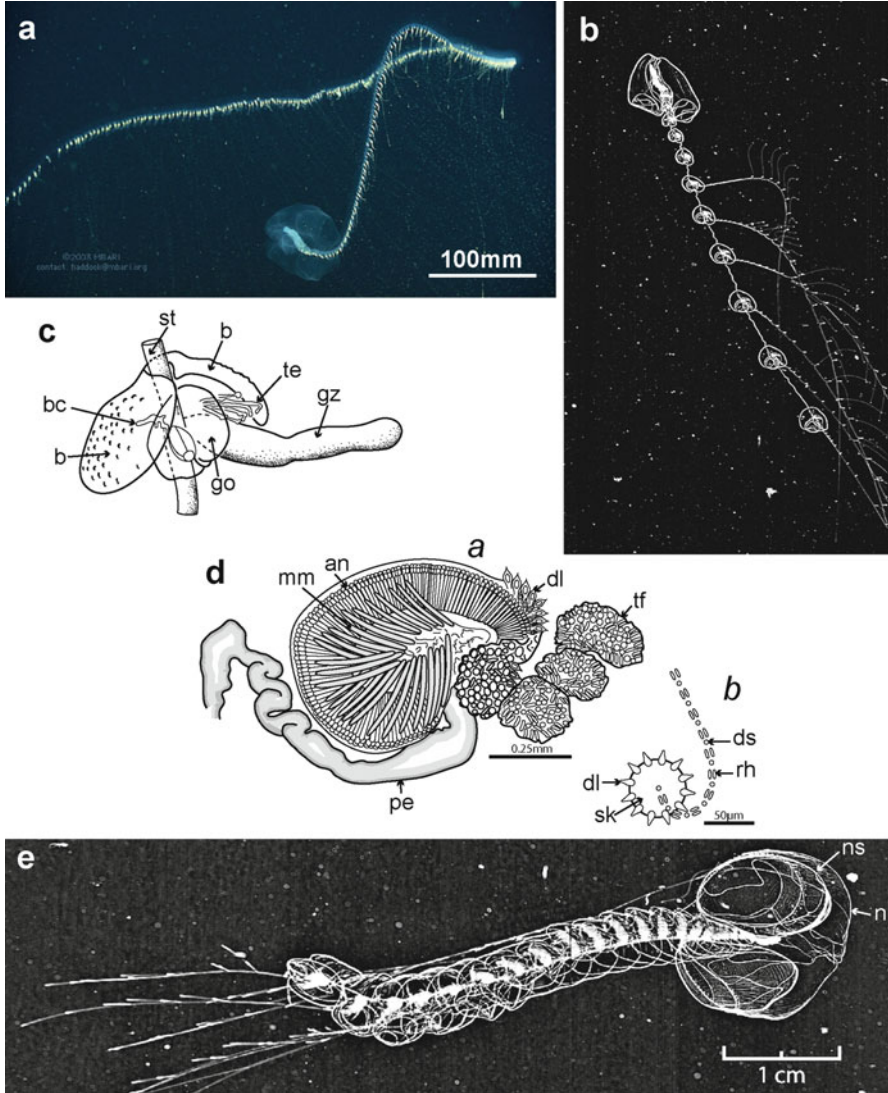 a
©2003 MBARI
contact: haddock@mbari.org
100mm
b
c
st
b
te
bc
gz
b
go
d
a
an
dl
mm
tf
0.25mm
b
ds
dl
rh
sk
50µm
pe
e
ns
n
1 cm